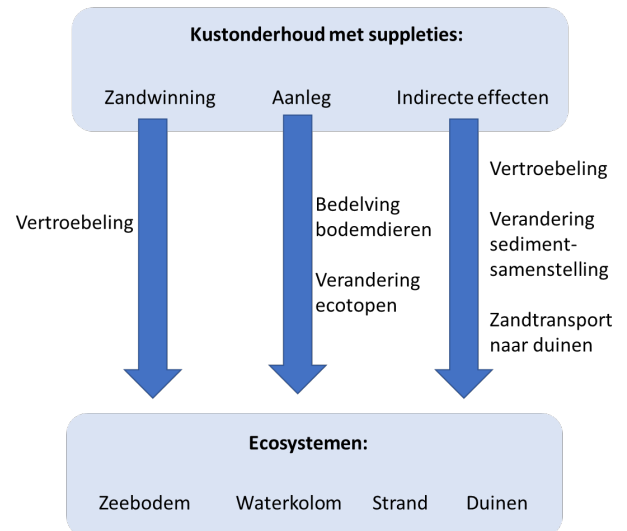 Kustonderhoud met suppleties:
Zandwinning
Aanleg
Indirecte effecten
Vertroebeling
Bedelving
bodemdieren
Verandering
ecotopen
Vertroebeling
Verandering
sediment-
samenstelling
Zandtransport
naar duinen
Ecosystemen:
Zeebodem
Waterkolom
Strand
Duinen